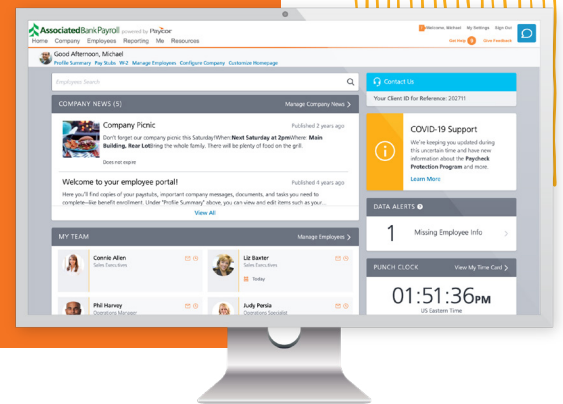 AssociatedBank Payroll powered by Paycor
Welcome, Michael My Settings Sign Out
Home Company Employees Reporting Me Resources
Get Help Give Feedback
Good Afternoon, Michael
Profile Summary Pay Stubs W-2 Manage Employees Configure Company Customize Homepage
Employees Search
COMPANY NEWS (5) Manage Company News
Company Picnic Published 2 years ago
Don't forget our company picnic this Saturday!When:Next Saturday at 2pmWhere: Main
Building, Rear Lot Bring the whole family. There will be plenty of food on the grill.
Does not expire
Welcome to your employee portal! Published 4 years ago
Here you'll find copies of your paystubs, important company messages, documents, and tasks you need to
complete—like benefit enrollment. Under "Profile Summary" above, you can view and edit items such as your...
View All
MY TEAM Manage Employees
Connie Allen
Sales Executives
Liz Baxter
Sales Executives
Today
Phil Harvey
Operations Manager
Judy Persia
Operations Specialist
Contact Us
Your Client ID for Reference: 20271!
COVID-19 Support
We're keeping you updated during
this uncertain time and have new
information about the Paycheck
Protection Program and more.
Learn More
DATA ALERTS
1 Missing Employee Info
PUNCH CLOCK View My Time Card
01:51:36PM
US Eastern Time